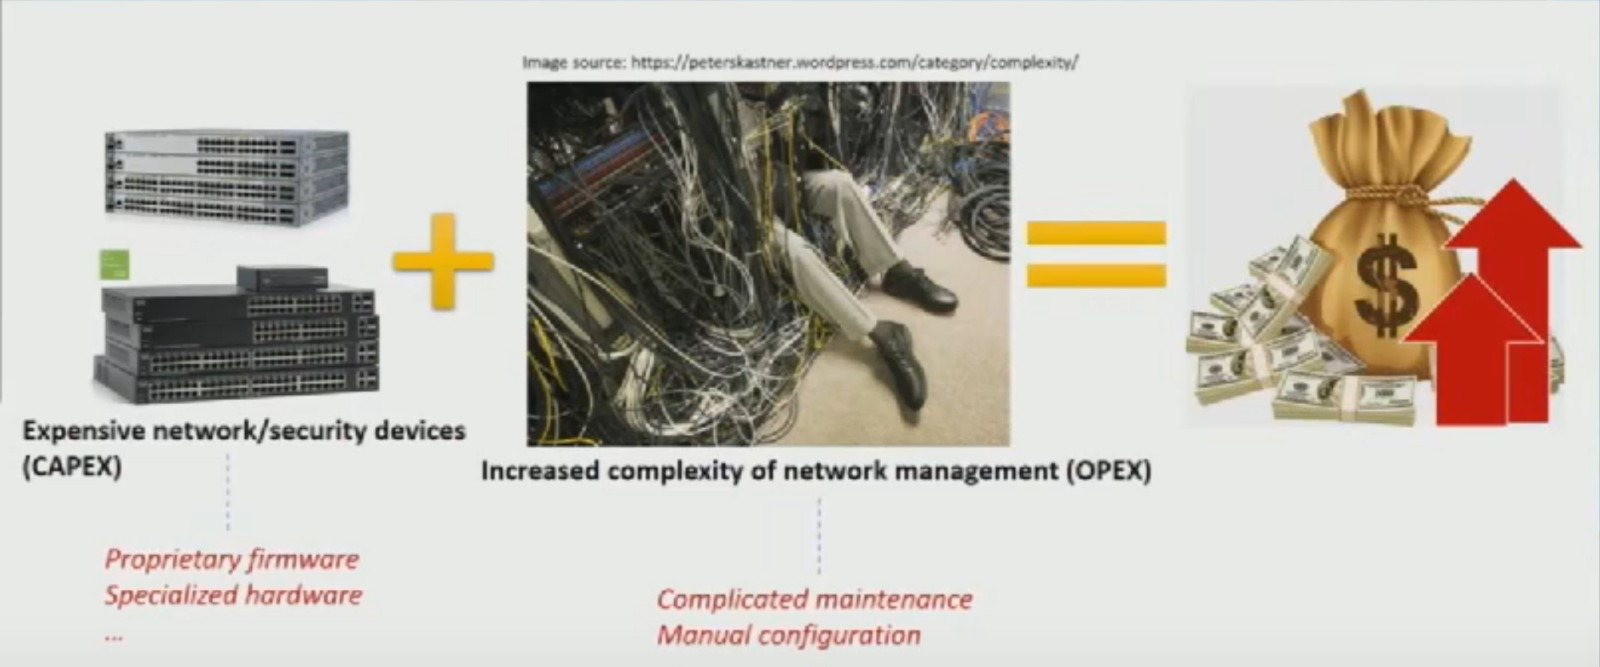 Image source: https://peterskastner.wordpress.com/category/complexity/
$
Expensive network/security devices
(CAPEX)
Increased complexity of network management (OPEX)
Proprietary firmware
Specialized hardware
...
Complicated maintenance
Manual configuration